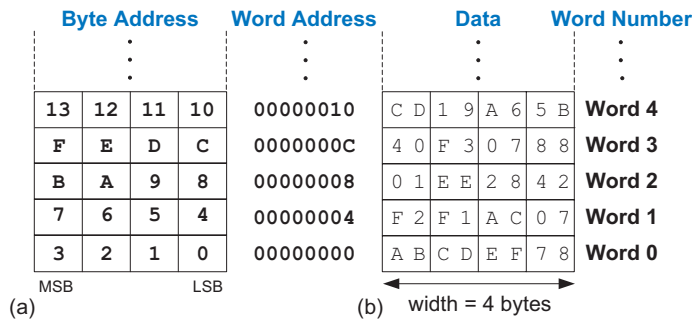 Byte Address Word Address Data Word Number
13 12 11 10 00000010 C D 1 9 A 6 5 B Word 4
F E D C 0000000C 4 0 F 3 0 7 8 8 Word 3
B A 9 8 00000008 0 1 E E 2 8 4 2 Word 2
7 6 5 4 00000004 F 2 F 1 A C 0 7 Word 1
3 2 1 0 00000000 A B C D E F 7 8 Word 0
MSB LSB
(a) (b) width = 4 bytes